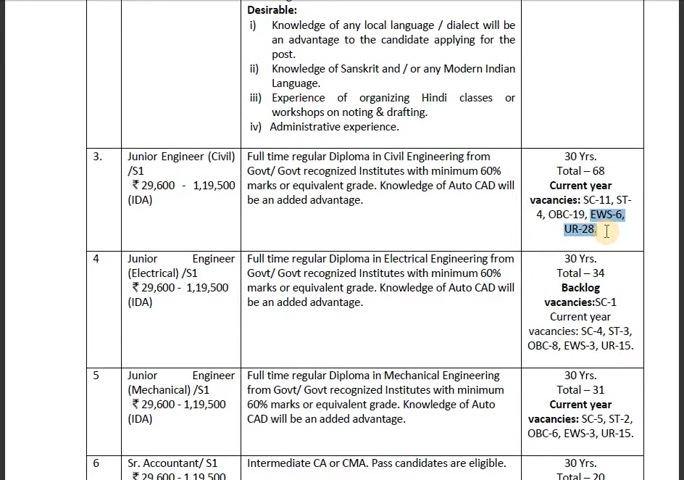 Desirable:
i) Knowledge of any local language / dialect will be
an advantage to the candidate applying for the
post.
ii) Knowledge of Sanskrit and / or any Modern Indian
Language.
iii) Experience of organizing Hindi classes or
workshops on noting & drafting.
iv) Administrative experience.
3.
Junior Engineer (Civil)
/S1
₹ 29,600 - 1,19,500
(IDA)
Full time regular Diploma in Civil Engineering from
Govt/ Govt recognized Institutes with minimum 60%
marks or equivalent grade. Knowledge of Auto CAD will
be an added advantage.
30 Yrs.
Total – 68
Current year
vacancies: SC-11, ST-
4, OBC-19, EWS-6,
UR-28.
4
Junior Engineer
(Electrical) /S1
₹ 29,600 - 1,19,500
(IDA)
Full time regular Diploma in Electrical Engineering from
Govt/ Govt recognized Institutes with minimum 60%
marks or equivalent grade. Knowledge of Auto CAD will
be an added advantage.
30 Yrs.
Total – 34
Backlog
vacancies:SC-1
Current year
vacancies: SC-4, ST-3,
OBC-8, EWS-3, UR-15.
5
Junior Engineer
(Mechanical) /S1
₹ 29,600 - 1,19,500
(IDA)
Full time regular Diploma in Mechanical Engineering
from Govt/ Govt recognized Institutes with minimum
60% marks or equivalent grade. Knowledge of Auto
CAD will be an added advantage.
30 Yrs.
Total – 31
Current year
vacancies: SC-5, ST-2,
OBC-6, EWS-3, UR-15.
6
Sr. Accountant/ S1
₹ 29,600 - 1,19,500
Intermediate CA or CMA. Pass candidates are eligible.
30 Yrs.
Total – 20